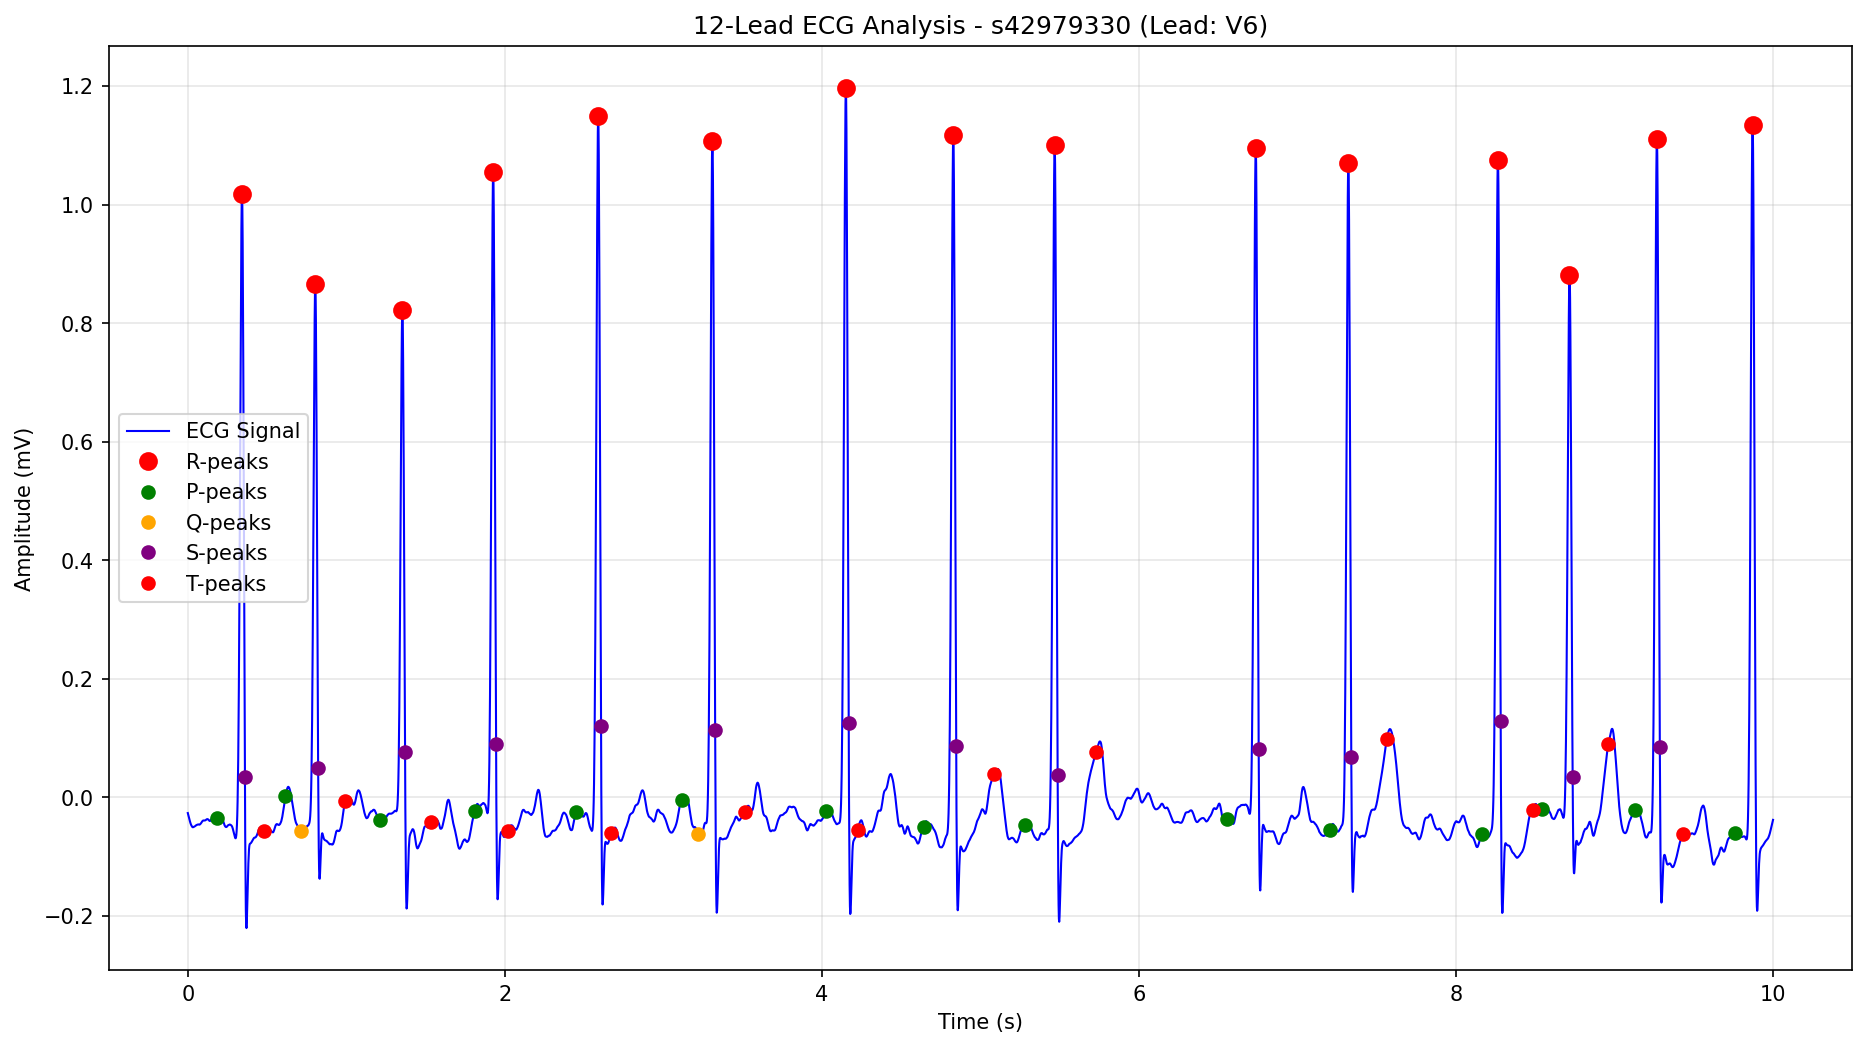 12-Lead ECG Analysis - s42979330 (Lead: V6)
Amplitude (mV)
1.2
1.0
0.8
0.6
0.4
0.2
0.0
−0.2
ECG Signal
R-peaks
P-peaks
Q-peaks
S-peaks
T-peaks
0 2 4 6 8 10
Time (s)